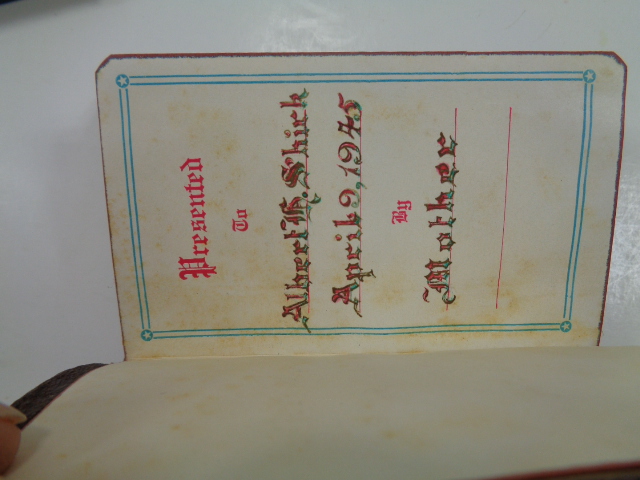 Presented
To
Albert H. Shirk
April 9, 1945
By
Mother